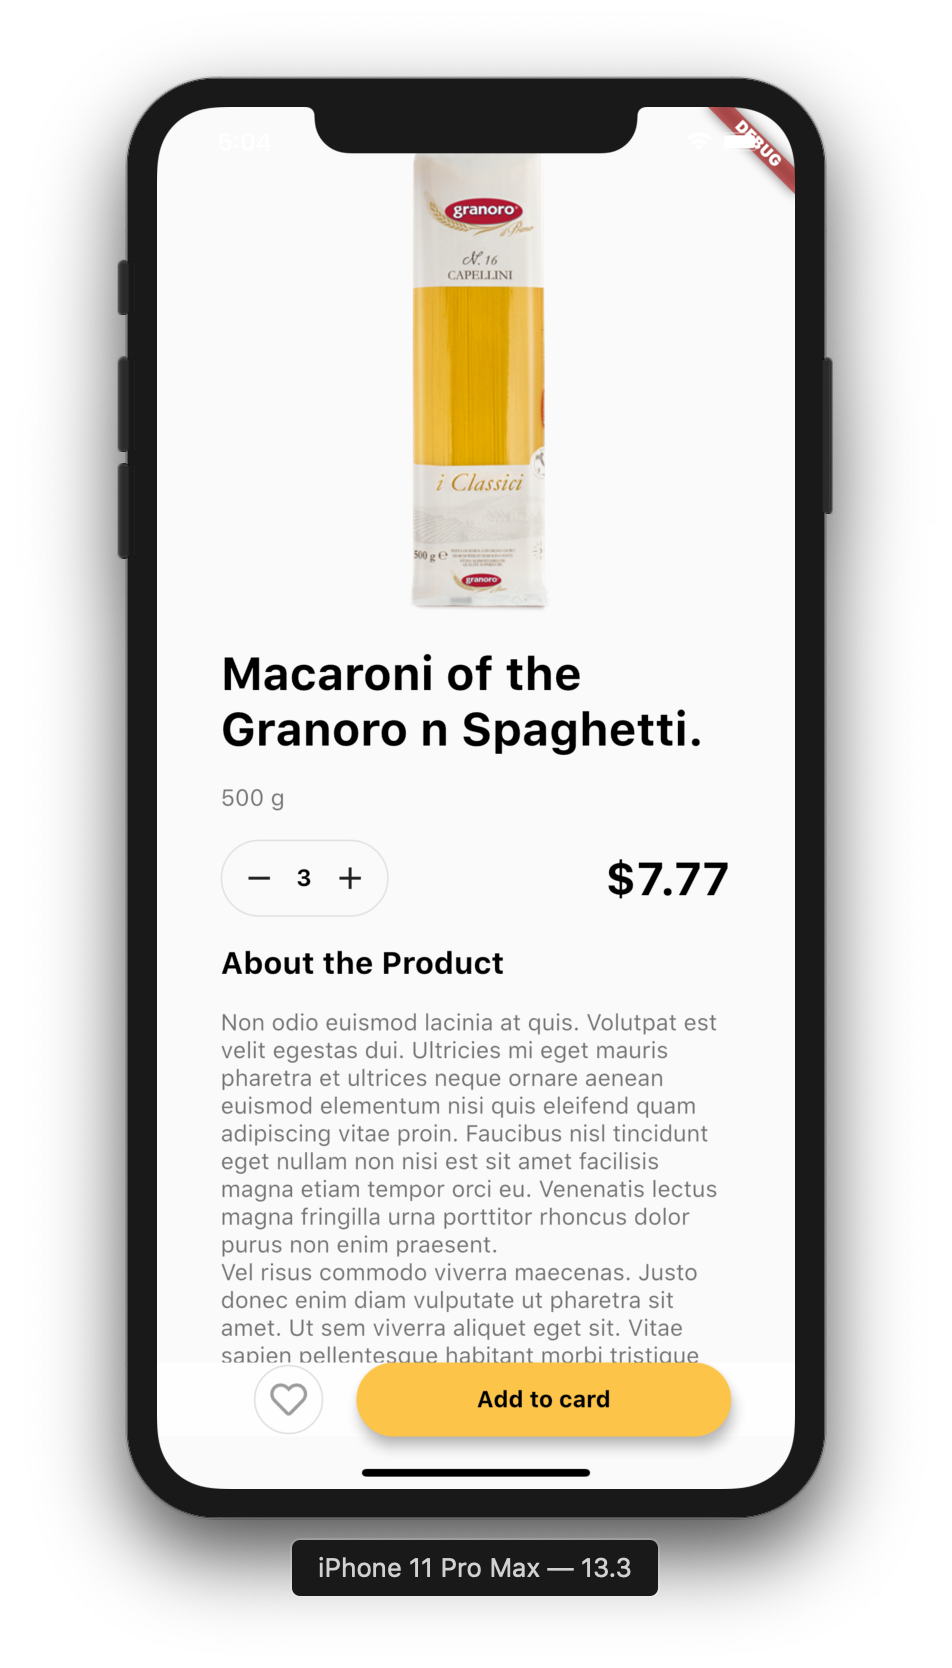 5:04
DEBUG
granoro
di Primo
N. 16
CAPELLINI
i Classici
500 g e
granoro
Macaroni of the
Granoro n Spaghetti.
500 g
3
$7.77
About the Product
Non odio euismod lacinia at quis. Volutpat est
velit egestas dui. Ultricies mi eget mauris
pharetra et ultrices neque ornare aenean
euismod elementum nisi quis eleifend quam
adipiscing vitae proin. Faucibus nisl tincidunt
eget nullam non nisi est sit amet facilisis
magna etiam tempor orci eu. Venenatis lectus
magna fringilla urna porttitor rhoncus dolor
purus non enim praesent.
Vel risus commodo viverra maecenas. Justo
donec enim diam vulputate ut pharetra sit
amet. Ut sem viverra aliquet eget sit. Vitae
sapien pellentesque habitant morbi tristique
Add to card
iPhone 11 Pro Max — 13.3